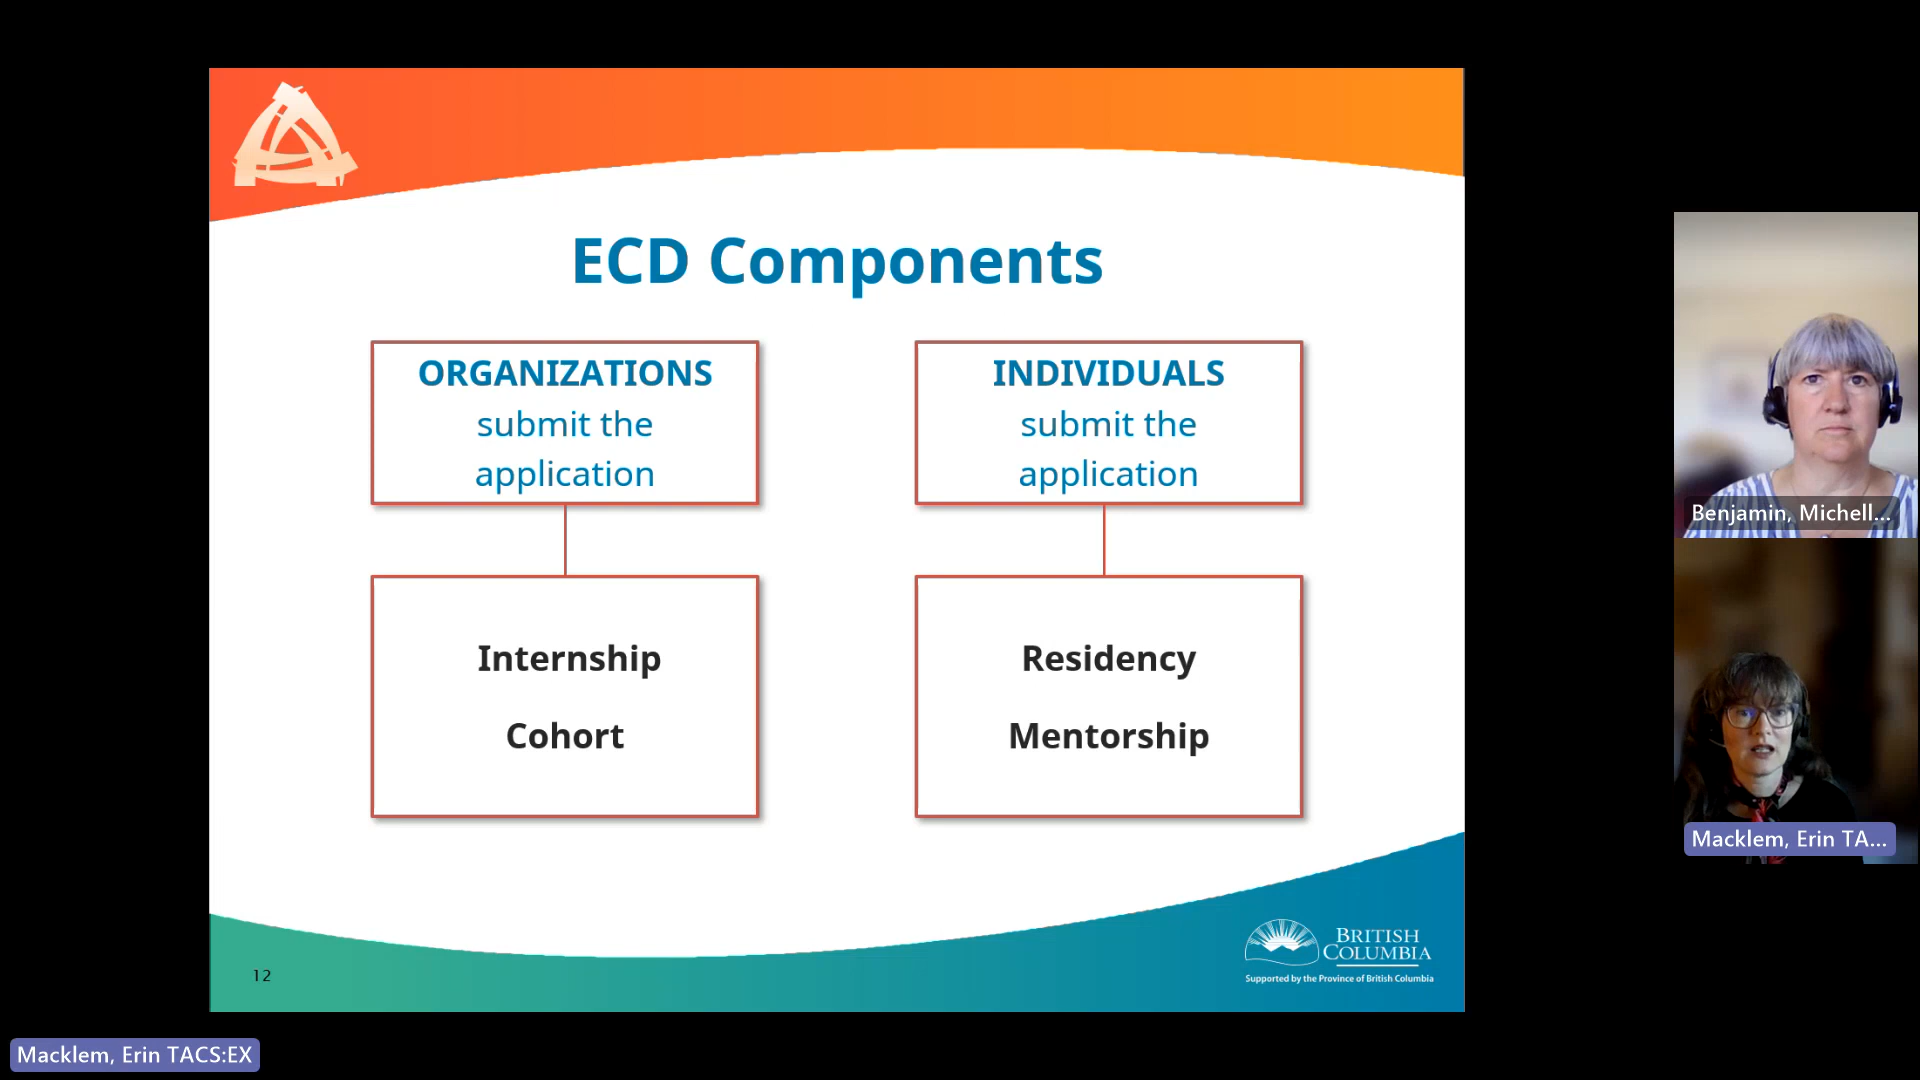 ECD Components
ORGANIZATIONS
submit the
application
INDIVIDUALS
submit the
application
Internship
Cohort
Residency
Mentorship
BRITISH
COLUMBIA
Supported by the Province of British Columbia
12
Benjamin, Michell...
Macklem, Erin TA...
Macklem, Erin TACS:EX